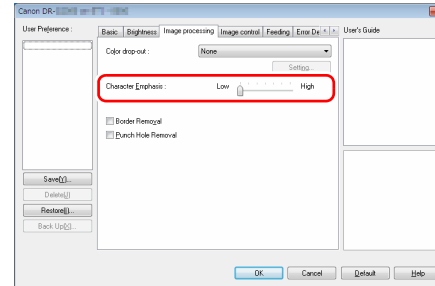 Canon DR-
User Preference :
Basic Brightness Image processing Image control Feeding Error De
User's Guide
Color drop-out :
None
Setting...
Character Emphasis :
Low
High
Border Removal
Punch Hole Removal
Save[Y]...
Delete[J]
Restore[I]...
Back Up[X]...
OK
Cancel
Default
Help